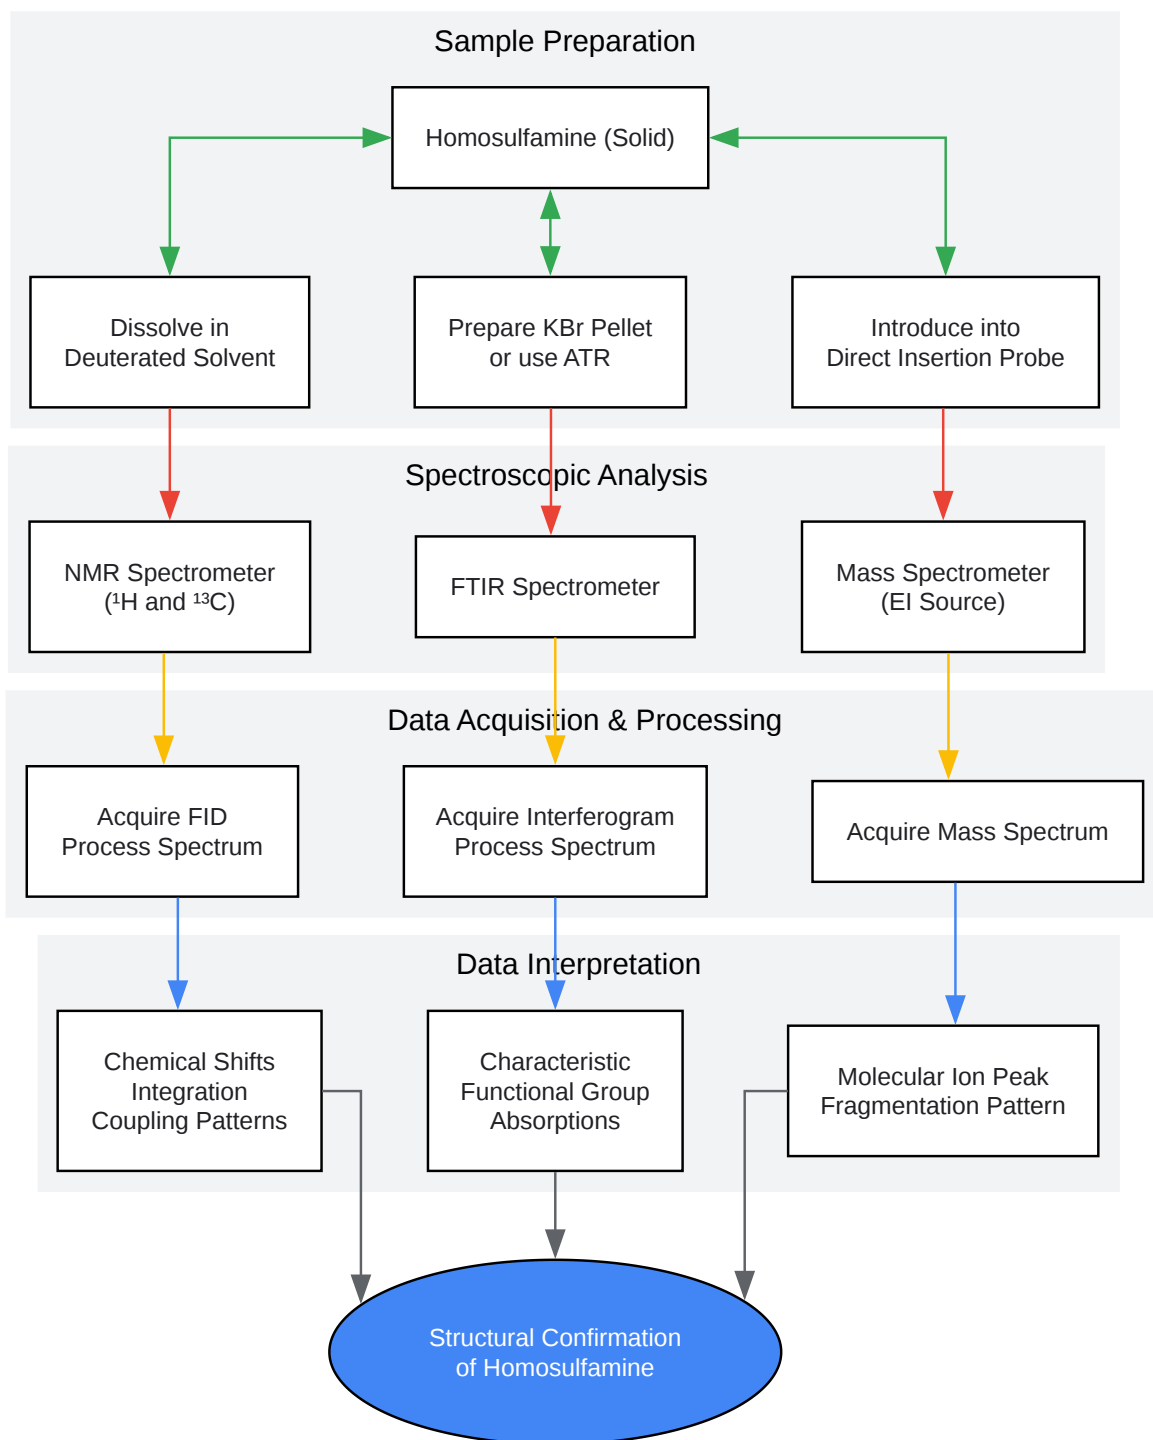 Sample Preparation
Homosulfamine (Solid)
Dissolve in
Deuterated Solvent
Prepare KBr Pellet
or use ATR
Introduce into
Direct Insertion Probe
Spectroscopic Analysis
NMR Spectrometer
(¹H and ¹³C)
FTIR Spectrometer
Mass Spectrometer
(EI Source)
Data Acquisition & Processing
Acquire FID
Process Spectrum
Acquire Interferogram
Process Spectrum
Acquire Mass Spectrum
Data Interpretation
Chemical Shifts
Integration
Coupling Patterns
Characteristic
Functional Group
Absorptions
Molecular Ion Peak
Fragmentation Pattern
Structural Confirmation
of Homosulfamine